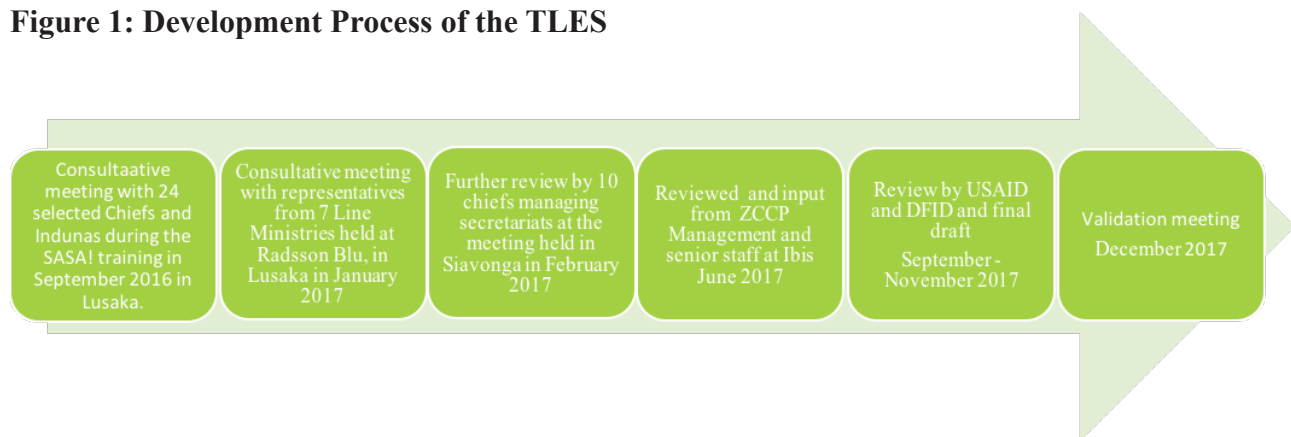 Figure 1: Development Process of the TLES
Consultaative
meeting with 24
selected Chiefs and
Indunas during the
SASA! training in
September 2016 in
Lusaka.
Consultative meeting
with representatives
from 7 Line
Ministries held at
Radsson Blu, in
Lusaka in January
2017
Further review by 10
chiefs managing
secretariats at the
meeting held in
Siavonga in February
2017
Reviewed and input
from ZCCP
Management and
senior staff at Ibis
June 2017
Review by USAID
and DFID and final
draft
September -
November 2017
Validation meeting
December 2017